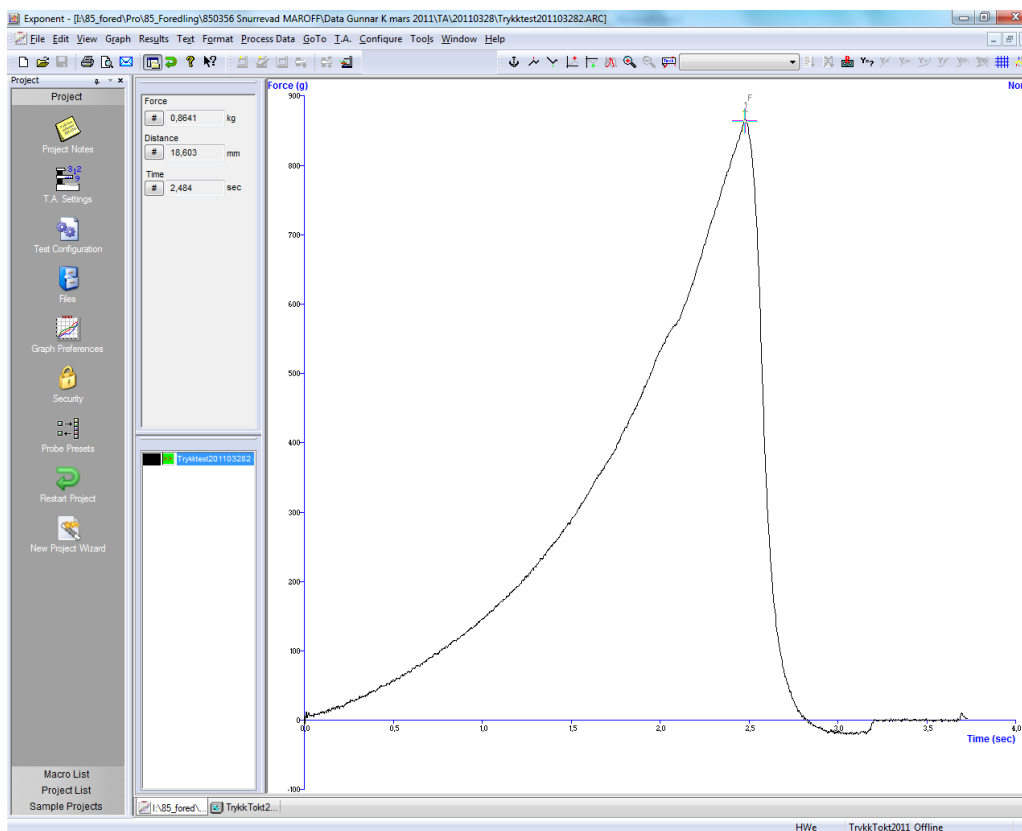 Exponent - [I:\85_fored\Pro\85_Foredling\850356 Snurrevad MAROFF\Data Gunnar K mars 2011\TA\20110328\Trykktest201103282.ARC]
File Edit View Graph Results Text Format Process Data GoTo T.A. Configure Tools Window Help
Project
Project
Project Notes
T.A. Settings
Test Configuration
Files
Graph Preferences
Security
Probe Presets
Restart Project
New Project Wizard
Macro List
Project List
Sample Projects
Force
# 0,8641 kg
Distance
# 18,603 mm
Time
# 2,484 sec
Trykktest201103282
Force (g)
Nor
1 F
900
800
700
600
500
400
300
200
100
0
-100
0,0 0,5 1,0 1,5 2,0 2,5 3,0 3,5 4,0
Time (sec)
I:\85_fored\... TrykkTokt2...
HWe TrykkTokt2011 Offline